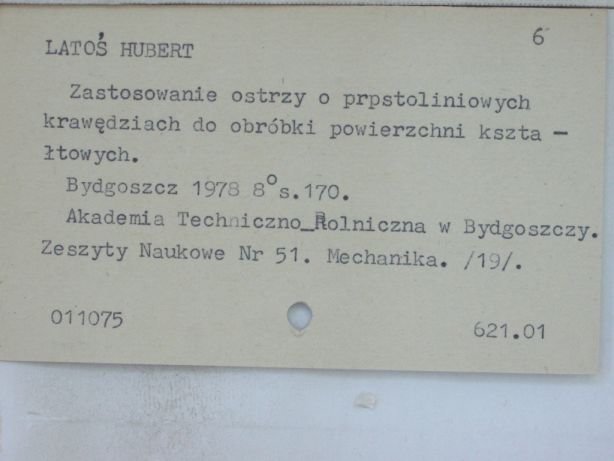 6
LATOŚ HUBERT
Zastosowanie ostrzy o prpstoliniowych
krawędziach do obróbki powierzchni kszta –
łtowych.
Bydgoszcz 1978 8° s.170.
Akademia Techniczno_Rolniczna w Bydgoszczy.
Zeszyty Naukowe Nr 51. Mechanika. /19/.
011075
621.01